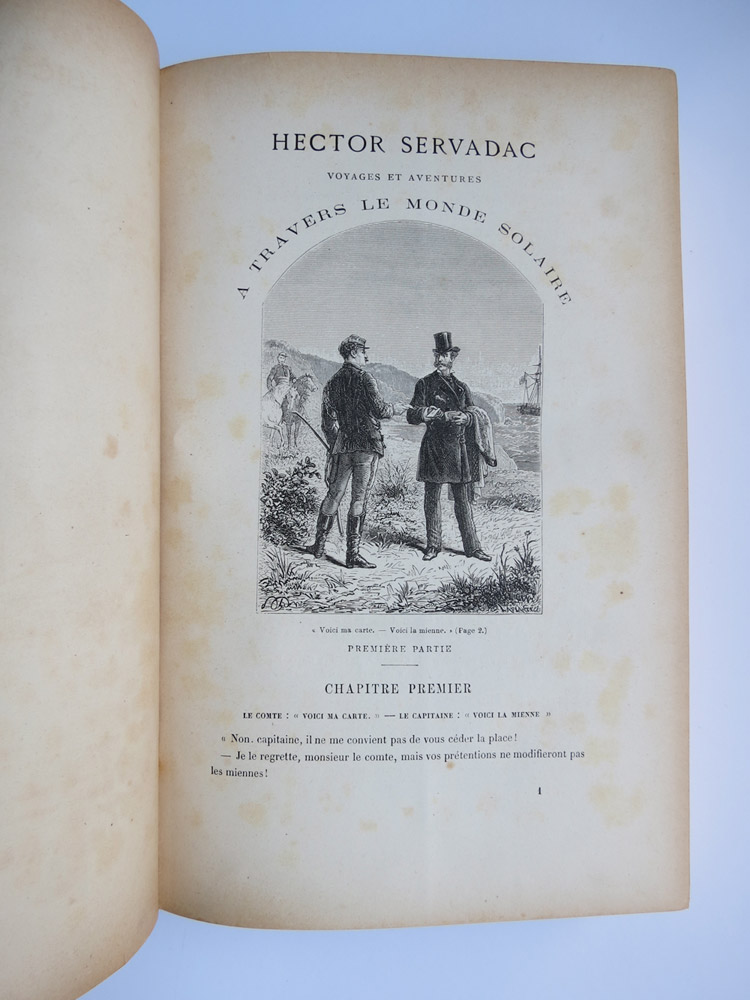 HECTOR SERVADAC
VOYAGES ET AVENTURES
A TRAVERS LE MONDE SOLAIRE
« Voici ma carte. — Voici la mienne. » (Page 2.)
PREMIÈRE PARTIE
CHAPITRE PREMIER
LE COMTE : « VOICI MA CARTE. » — LE CAPITAINE : « VOICI LA MIENNE »
« Non. capitaine, il ne me convient pas de vous céder la place !
— Je le regrette, monsieur le comte, mais vos prétentions ne modifieront pas
les miennes !
1